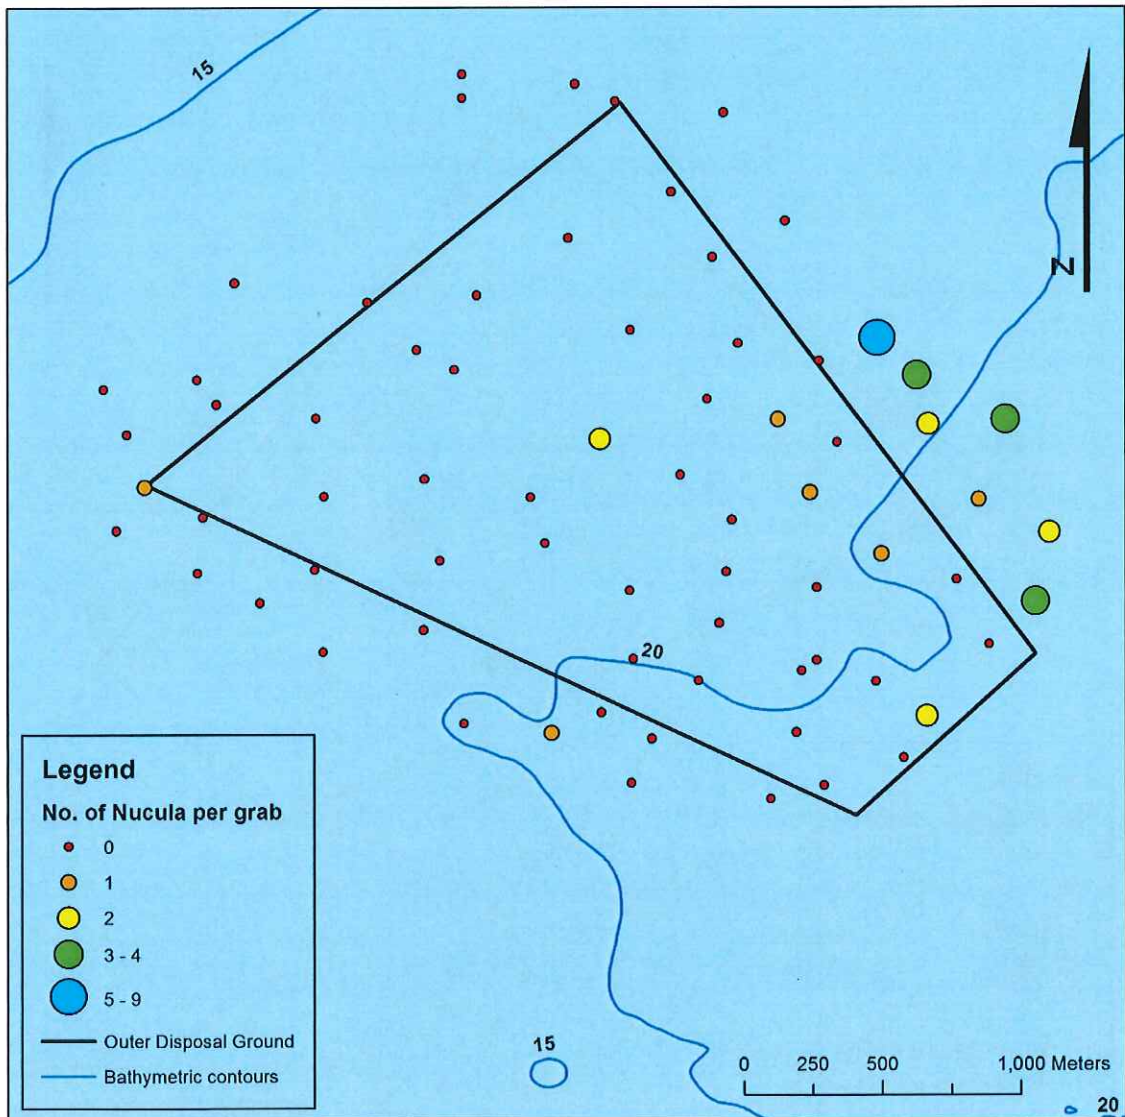 15
N
20
Legend
No. of Nucula per grab
0
1
2
3 - 4
5 - 9
Outer Disposal Ground
Bathymetric contours
15
0 250 500 1,000 Meters
20